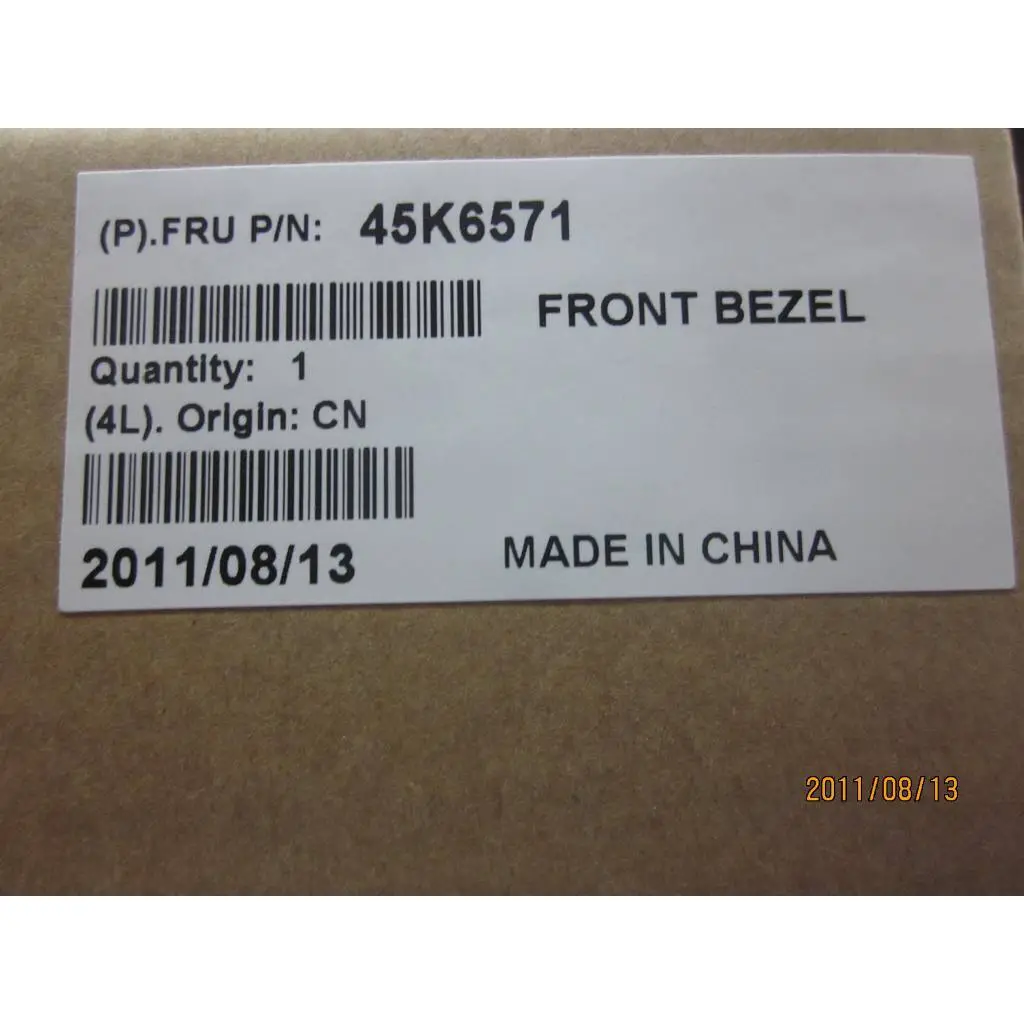 (P).FRU P/N: 45K6571
FRONT BEZEL
Quantity: 1
(4L). Origin: CN
2011/08/13
MADE IN CHINA
2011/08/13